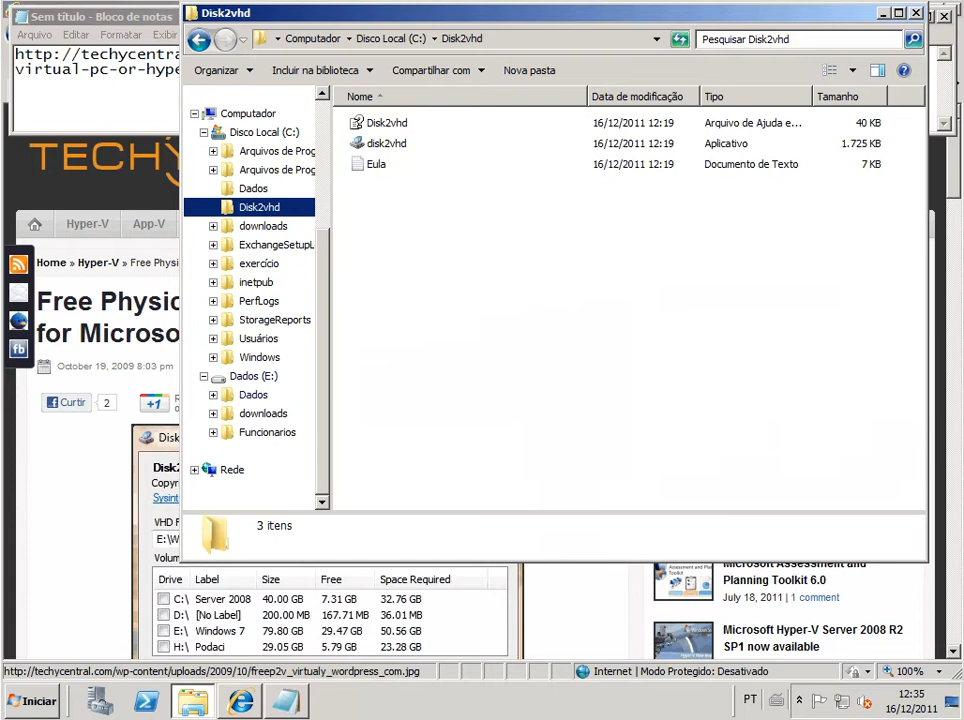 Sem título - Bloco de notas
Arquivo Editar Formatar Exibir
http://techycentral
virtual-pc-or-hype
TECHY
Hyper-V App-V
Home » Hyper-V » Free Physi
Free Physic
for Microso
October 19, 2009 8:03 pm
Curtir 2 +1
fb
Disk2vhd
Computador Disco Local (C:) Disk2vhd
Pesquisar Disk2vhd
Organizar Incluir na biblioteca Compartilhar com Nova pasta
Nome Data de modificação Tipo Tamanho
Disk2vhd 16/12/2011 12:19 Arquivo de Ajuda e... 40 KB
disk2vhd 16/12/2011 12:19 Aplicativo 1.725 KB
Eula 16/12/2011 12:19 Documento de Texto 7 KB
Computador
Disco Local (C:)
Arquivos de Prog
Arquivos de Prog
Dados
Disk2vhd
downloads
ExchangeSetupL
exercício
inetpub
PerfLogs
StorageReports
Usuários
Windows
Dados (E:)
Dados
downloads
Funcionarios
Rede
3 itens
Disk
Disk2
Copyr
Sysint
VHD F
E:\W
Volum
Drive Label Size Free Space Required
C:\ Server 2008 40.00 GB 7.31 GB 32.76 GB
D:\ [No Label] 200.00 MB 167.71 MB 36.01 MB
E:\ Windows 7 79.80 GB 29.47 GB 50.56 GB
H:\ Podaci 29.05 GB 5.79 GB 23.28 GB
Microsoft Assessment and
Planning Toolkit 6.0
July 18, 2011 | 1 comment
Microsoft Hyper-V Server 2008 R2
SP1 now available
http://techycentral.com/wp-content/uploads/2009/10/freep2v_virtualy_wordpress_com.jpg
Internet | Modo Protegido: Desativado
100%
Iniciar
PT
12:35
16/12/2011